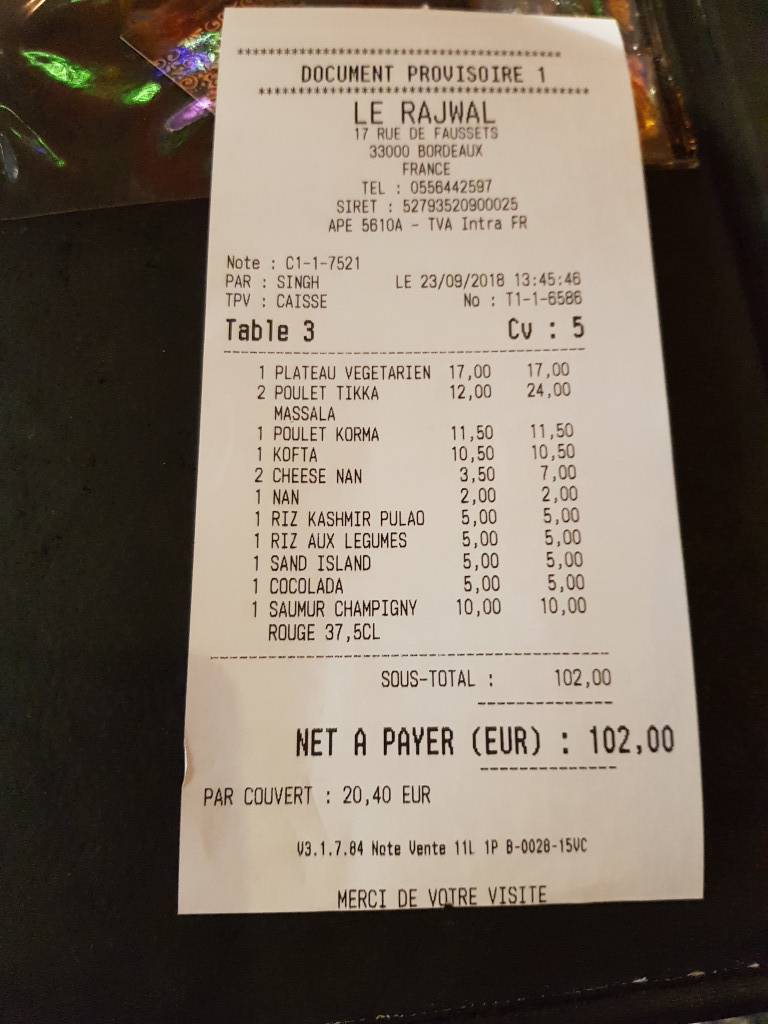 ****************************************
DOCUMENT PROVISOIRE 1
****************************************
LE RAJWAL
17 RUE DE FAUSSETS
33000 BORDEAUX
FRANCE
TEL : 0556442597
SIRET : 52793520900025
APE 5610A - TVA Intra FR
Note : C1-1-7521
PAR : SINGH LE 23/09/2018 13:45:46
TPV : CAISSE No : T1-1-6586
Table 3 Cv : 5
1 PLATEAU VEGETARIEN 17,00 17,00
2 POULET TIKKA 12,00 24,00
MASSALA
1 POULET KORMA 11,50 11,50
1 KOFTA 10,50 10,50
2 CHEESE NAN 3,50 7,00
1 NAN 2,00 2,00
1 RIZ KASHMIR PULAO 5,00 5,00
1 RIZ AUX LEGUMES 5,00 5,00
1 SAND ISLAND 5,00 5,00
1 COCOLADA 5,00 5,00
1 SAUMUR CHAMPIGNY 10,00 10,00
ROUGE 37,5CL
SOUS-TOTAL : 102,00
NET A PAYER (EUR) : 102,00
PAR COUVERT : 20,40 EUR
V3.1.7.84 Note Vente 11L 1P B-0028-15VC
MERCI DE VOTRE VISITE